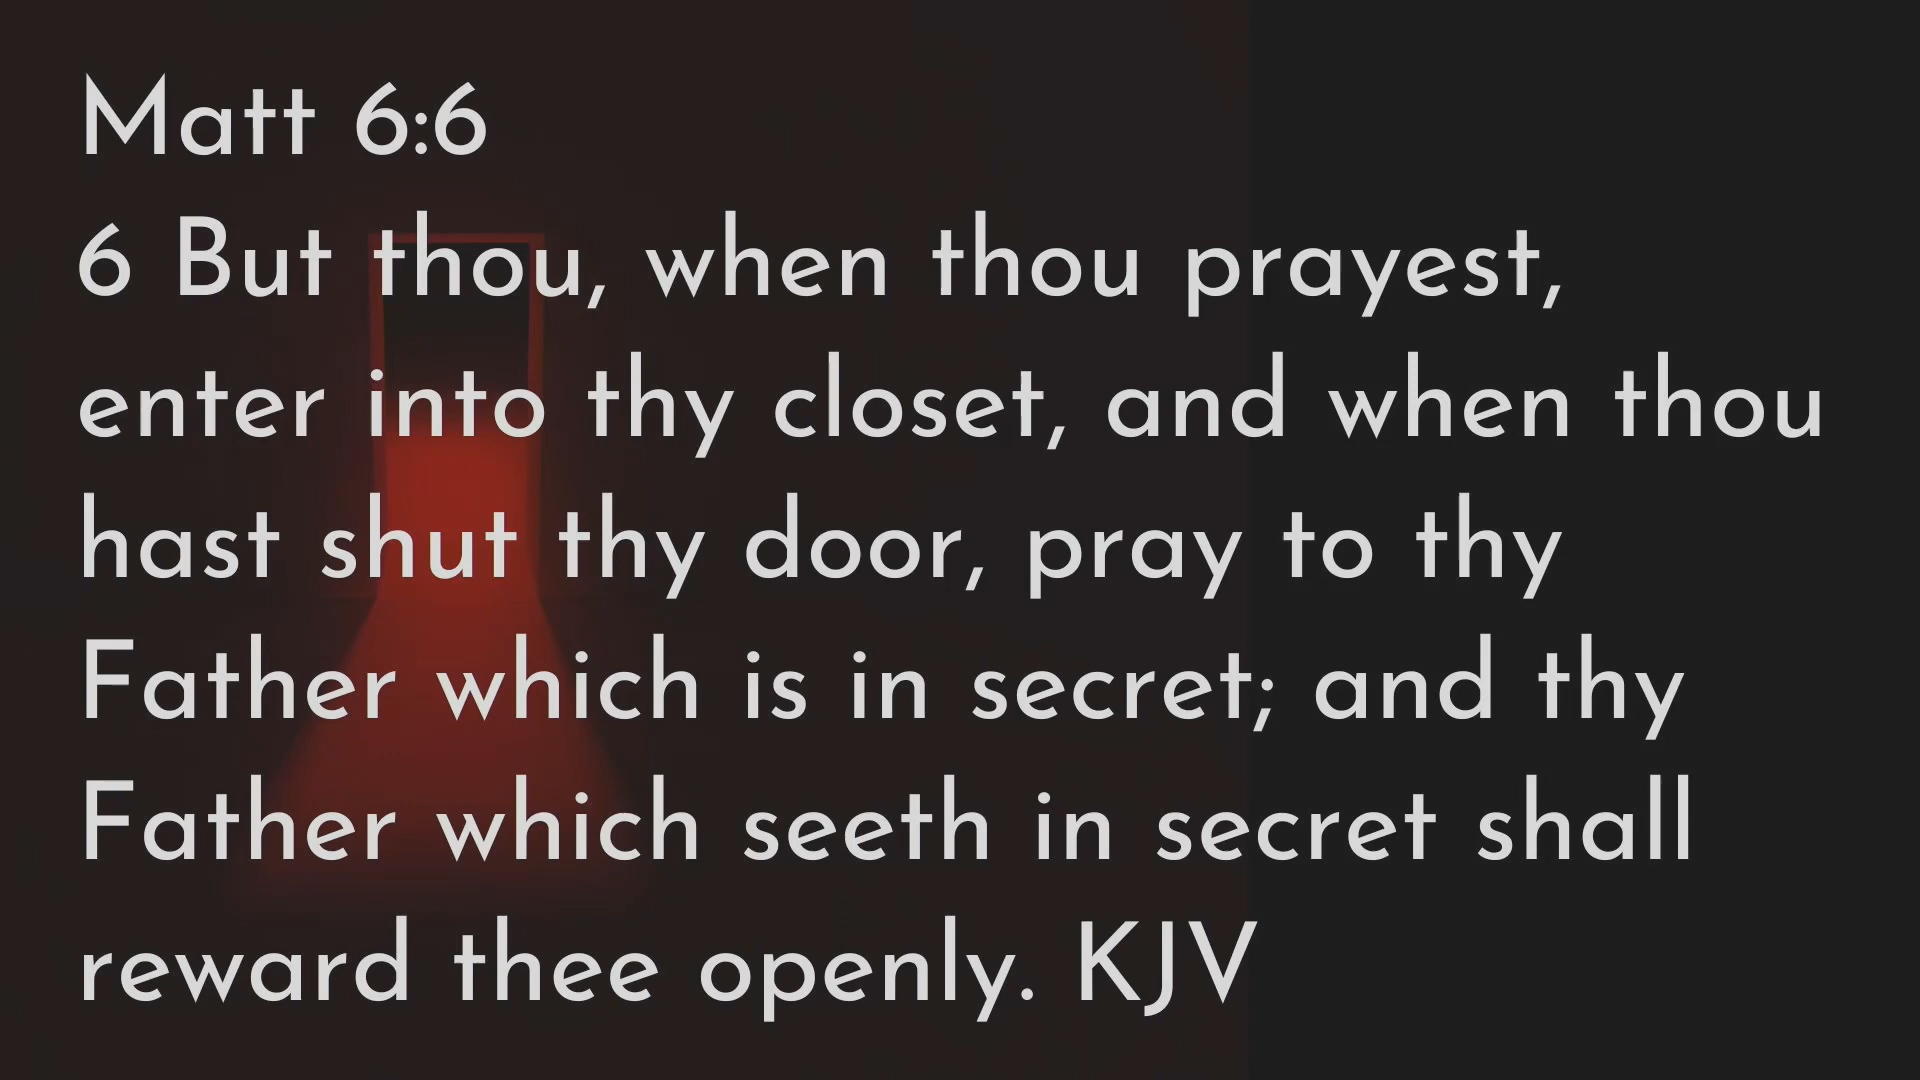 Matt 6:6
6 But thou, when thou prayest,
enter into thy closet, and when thou
hast shut thy door, pray to thy
Father which is in secret; and thy
Father which seeth in secret shall
reward thee openly. KJV